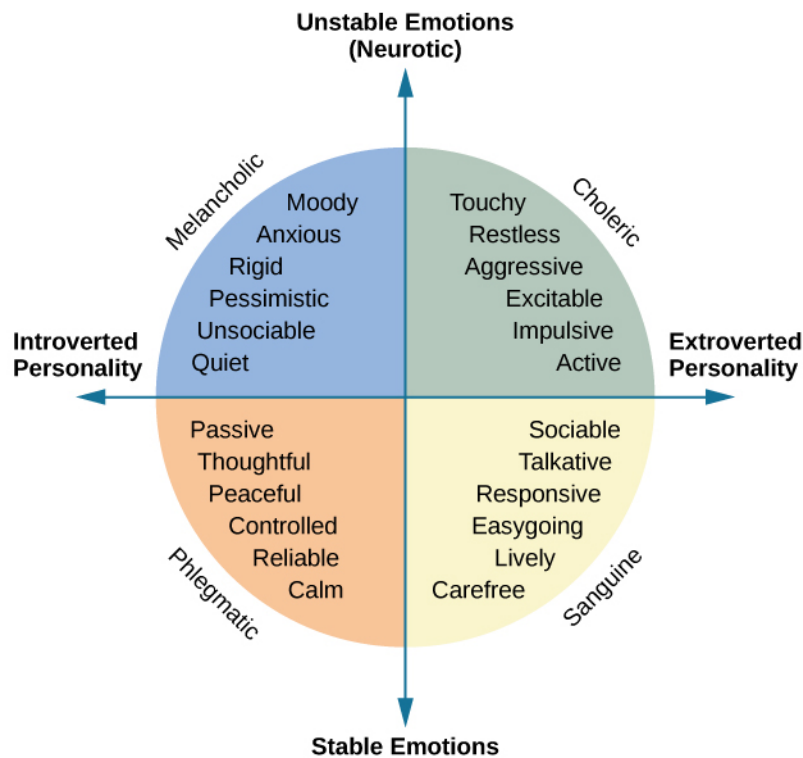 Unstable Emotions
(Neurotic)
Melancholic
Choleric
Moody
Anxious
Rigid
Pessimistic
Unsociable
Quiet
Touchy
Restless
Aggressive
Excitable
Impulsive
Active
Introverted
Personality
Extroverted
Personality
Passive
Thoughtful
Peaceful
Controlled
Reliable
Calm
Sociable
Talkative
Responsive
Easygoing
Lively
Carefree
Phlegmatic
Sanguine
Stable Emotions